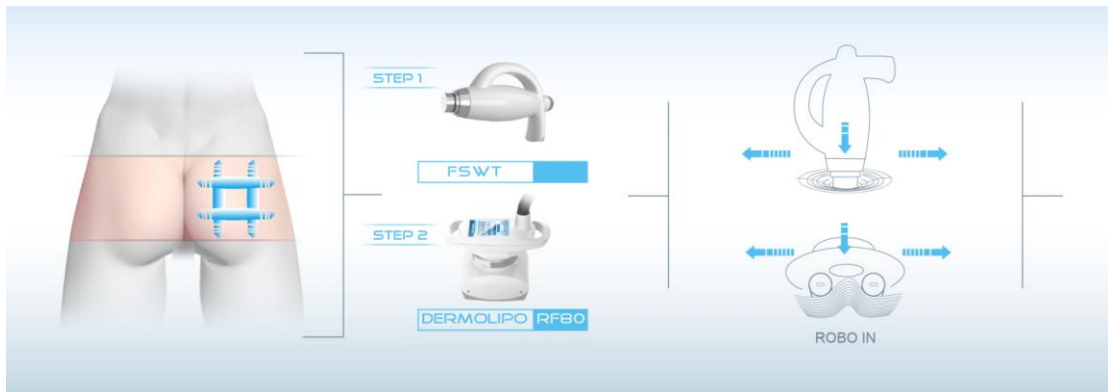 STEP 1
FSWT
STEP 2
DERMOLIPO RF80
ROBO IN